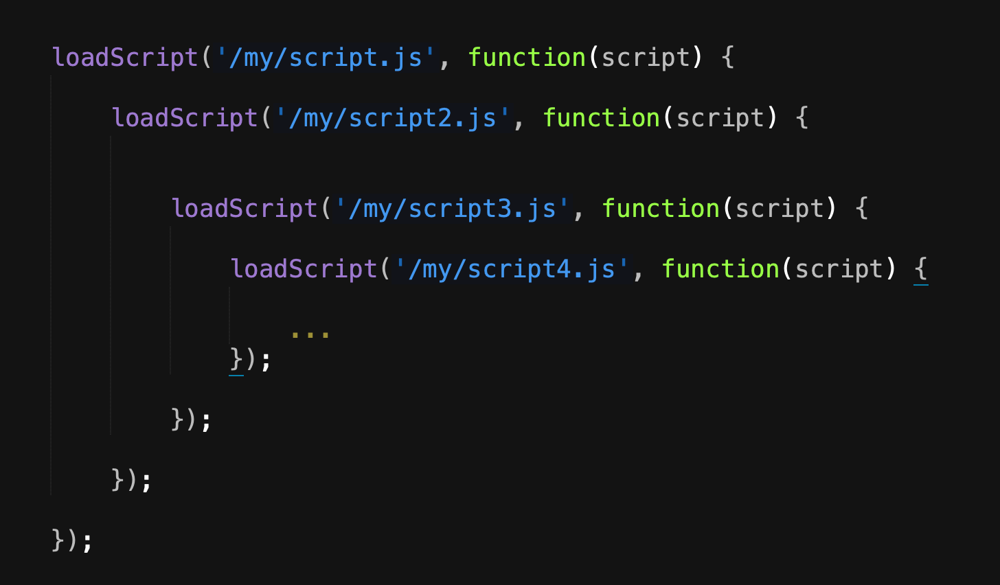 loadScript('/my/script.js', function(script) {
loadScript('/my/script2.js', function(script) {
loadScript('/my/script3.js', function(script) {
loadScript('/my/script4.js', function(script) {
...
});
});
});
});